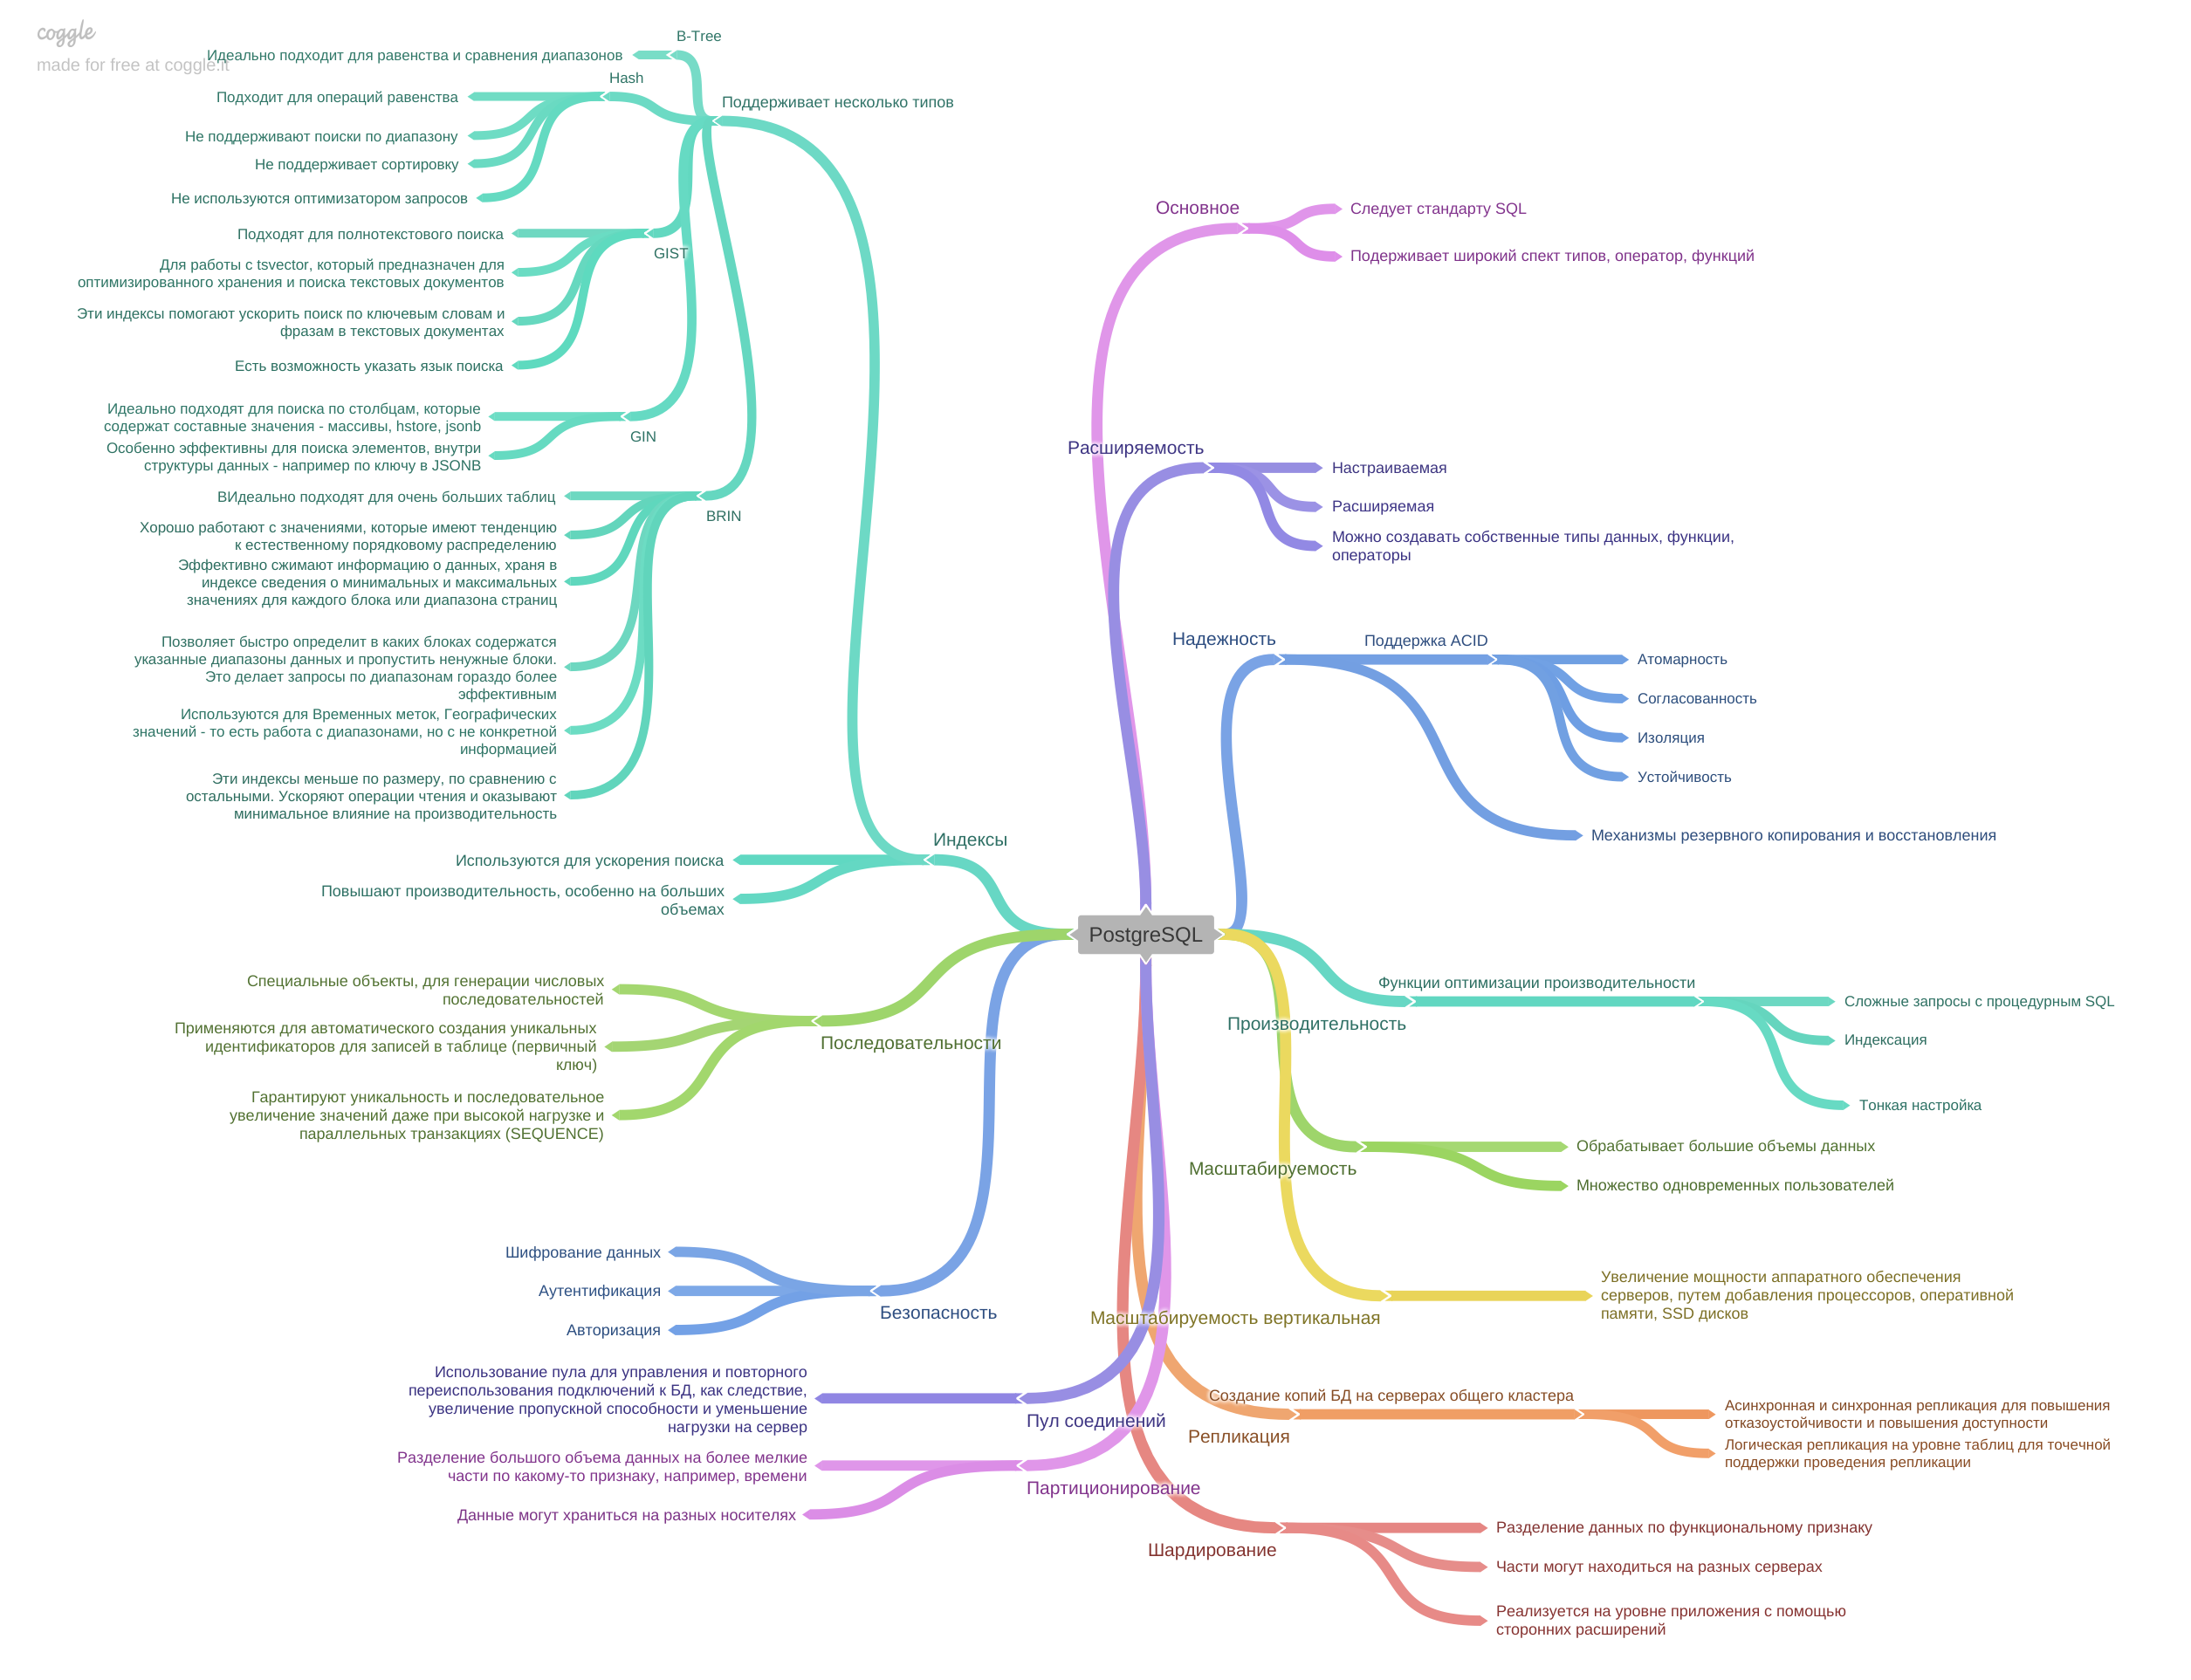 coggle
made for free at coggle.it
B-Tree
Идеально подходит для равенства и сравнения диапазонов
Hash
Подходит для операций равенства
Не поддерживают поиски по диапазону
Не поддерживает сортировку
Не используются оптимизатором запросов
Поддерживает несколько типов
Подходят для полнотекстового поиска
GIST
Для работы с tsvector, который предназначен для
оптимизированного хранения и поиска текстовых документов
Эти индексы помогают ускорить поиск по ключевым словам и
фразам в текстовых документах
Есть возможность указать язык поиска
Идеально подходят для поиска по столбцам, которые
содержат составные значения - массивы, hstore, jsonb
GIN
Особенно эффективны для поиска элементов, внутри
структуры данных - например по ключу в JSONB
ВИдеально подходят для очень больших таблиц
BRIN
Хорошо работают с значениями, которые имеют тенденцию
к естественному порядковому распределению
Эффективно сжимают информацию о данных, храня в
индексе сведения о минимальных и максимальных
значениях для каждого блока или диапазона страниц
Позволяет быстро определит в каких блоках содержатся
указанные диапазоны данных и пропустить ненужные блоки.
Это делает запросы по диапазонам гораздо более
эффективным
Используются для Временных меток, Географических
значений - то есть работа с диапазонами, но с не конкретной
информацией
Эти индексы меньше по размеру, по сравнению с
остальными. Ускоряют операции чтения и оказывают
минимальное влияние на производительность
Индексы
Используются для ускорения поиска
Повышают производительность, особенно на больших
объемах
Специальные объекты, для генерации числовых
последовательностей
Применяются для автоматического создания уникальных
идентификаторов для записей в таблице (первичный
ключ)
Последовательности
Гарантируют уникальность и последовательное
увеличение значений даже при высокой нагрузке и
параллельных транзакциях (SEQUENCE)
Шифрование данных
Аутентификация
Авторизация
Безопасность
Использование пула для управления и повторного
переиспользования подключений к БД, как следствие,
увеличение пропускной способности и уменьшение
нагрузки на сервер
Пул соединений
Разделение большого объема данных на более мелкие
части по какому-то признаку, например, времени
Партиционирование
Данные могут храниться на разных носителях
PostgreSQL
Основное
Следует стандарту SQL
Подерживает широкий спект типов, оператор, функций
Расширяемость
Настраиваемая
Расширяемая
Можно создавать собственные типы данных, функции,
операторы
Надежность
Поддержка ACID
Атомарность
Согласованность
Изоляция
Устойчивость
Механизмы резервного копирования и восстановления
Функции оптимизации производительности
Производительность
Сложные запросы с процедурным SQL
Индексация
Тонкая настройка
Масштабируемость
Обрабатывает большие объемы данных
Множество одновременных пользователей
Масштабируемость вертикальная
Увеличение мощности аппаратного обеспечения
серверов, путем добавления процессоров, оперативной
памяти, SSD дисков
Создание копий БД на серверах общего кластера
Репликация
Асинхронная и синхронная репликация для повышения
отказоустойчивости и повышения доступности
Логическая репликация на уровне таблиц для точечной
поддержки проведения репликации
Шардирование
Разделение данных по функциональному признаку
Части могут находиться на разных серверах
Реализуется на уровне приложения с помощью
сторонних расширений